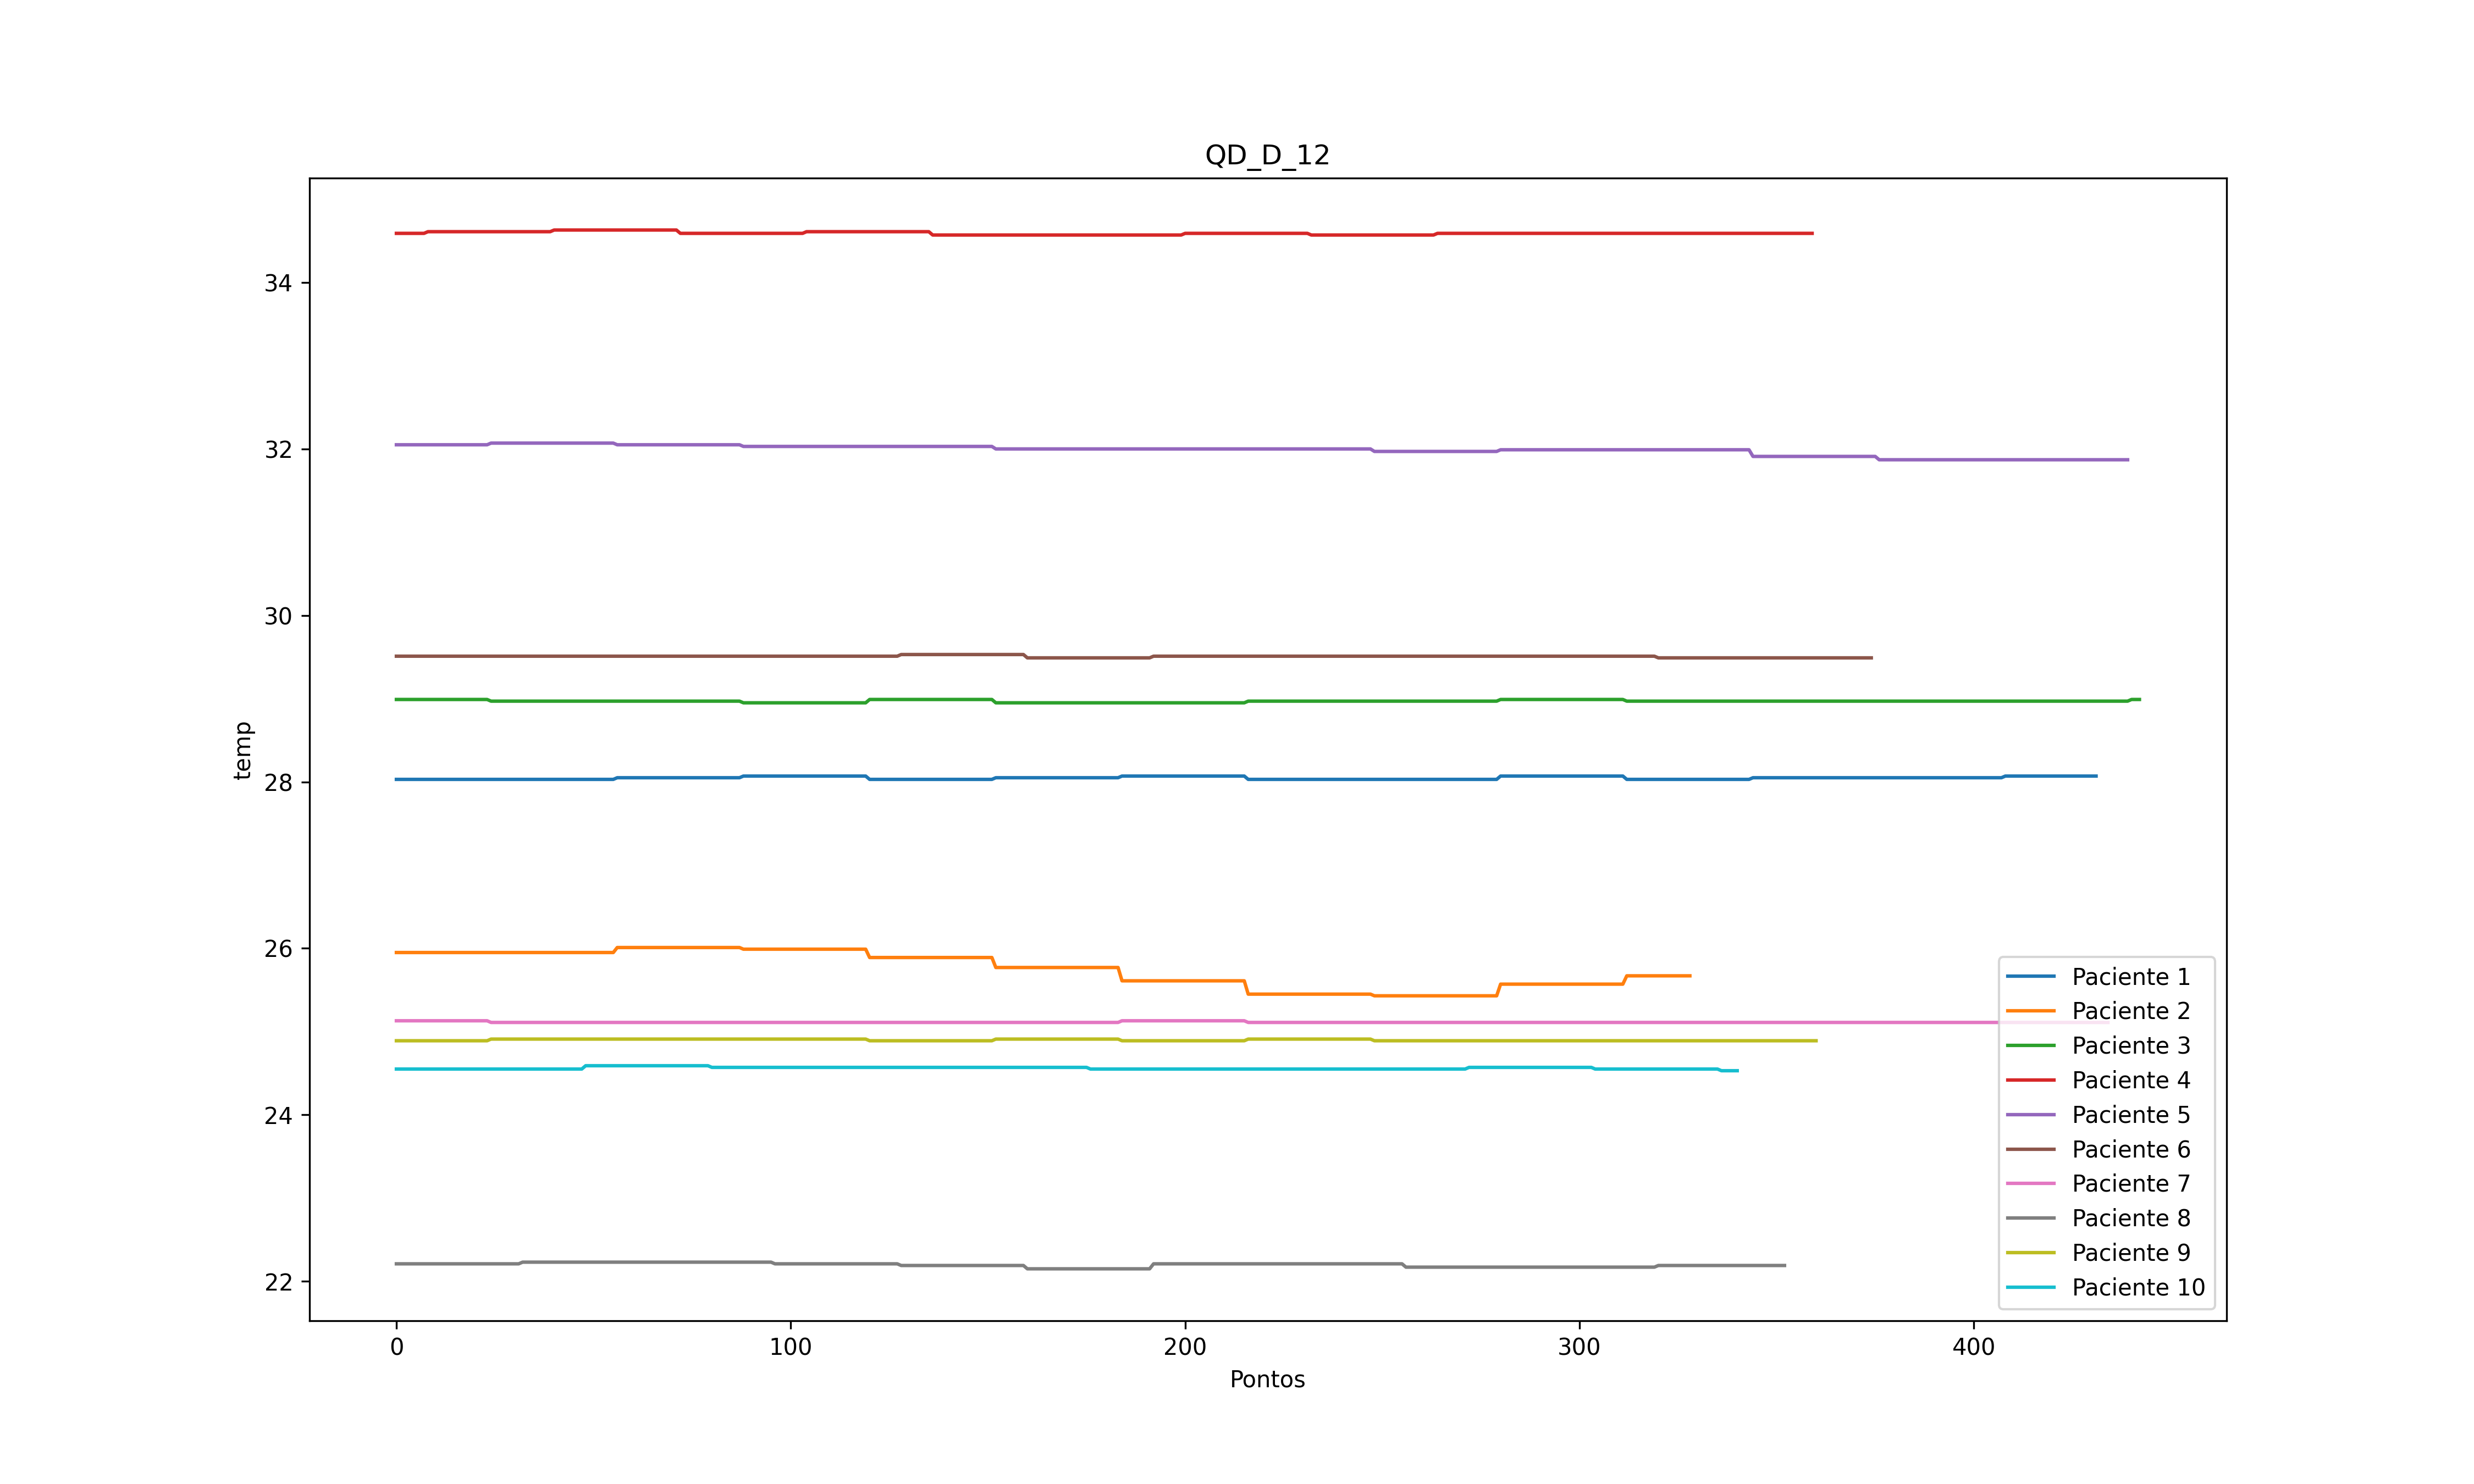 QD_D_12
temp
34
32
30
28
26
24
22
0 100 200 300 400
Pontos
Paciente 1
Paciente 2
Paciente 3
Paciente 4
Paciente 5
Paciente 6
Paciente 7
Paciente 8
Paciente 9
Paciente 10